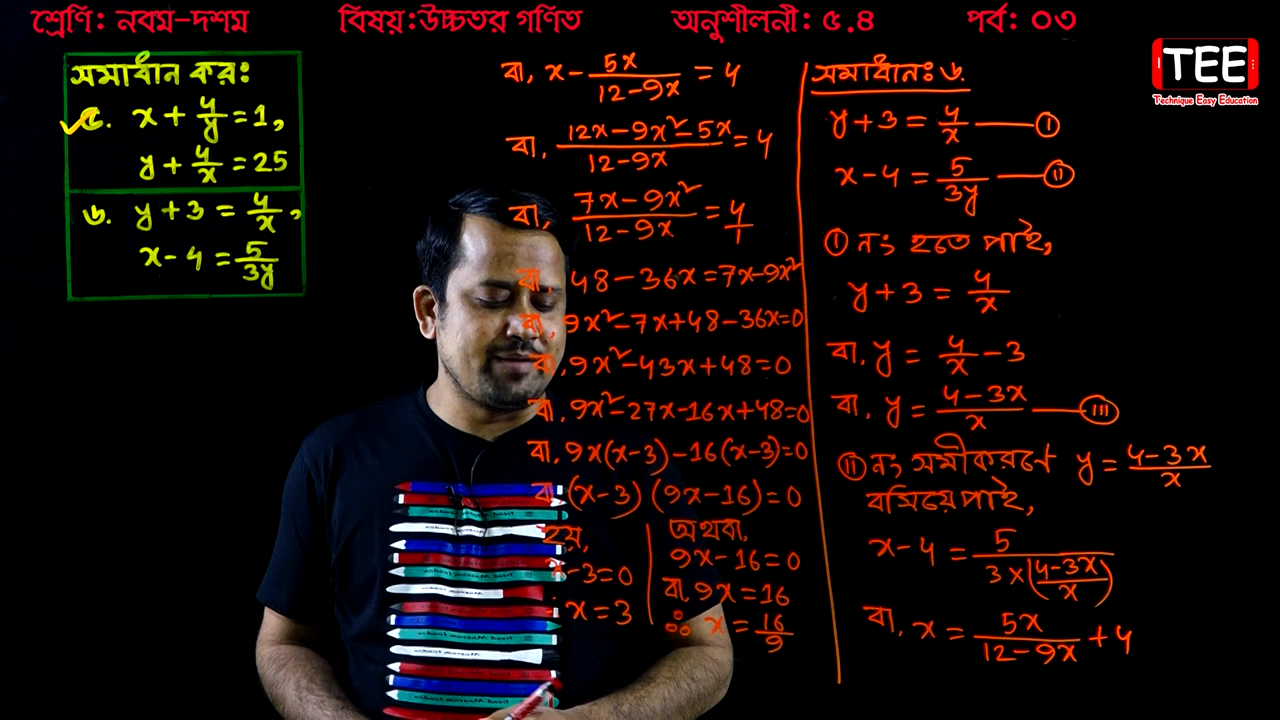 শ্রেণি: নবম-দশম বিষয়:উচ্চতর গণিত অনুশীলনী: ৫.৪ পর্ব: ০৩
TEE
Technique Easy Education
সমাধান কর:
৫. x + 4/y = 1,
y + 4/x = 25
৬. y + 3 = 4/x,
x - 4 = 5/3y
বা, x - 5x/(12-9x) = 4
বা, (12x-9x²-5x)/(12-9x) = 4
বা, (7x-9x²)/(12-9x) = 4/1
বা, 48-36x=7x-9x²
বা, 9x²-7x+48-36x=0
বা, 9x²-43x+48=0
বা, 9x²-27x-16x+48=0
বা, 9x(x-3)-16(x-3)=0
বা, (x-3)(9x-16)=0
হয়,
x-3=0
∴ x=3
অথবা,
9x-16=0
বা, 9x=16
∴ x = 16/9
সমাধান: ৬.
y+3 = 4/x — (I)
x-4 = 5/3y — (II)
(I) নং হতে পাই,
y+3 = 4/x
বা, y = 4/x - 3
বা, y = (4-3x)/x — (III)
(II) নং সমীকরণে y = (4-3x)/x
বসিয়ে পাই,
x-4 = 5/(3×((4-3x)/x))
বা, x = 5x/(12-9x) + 4